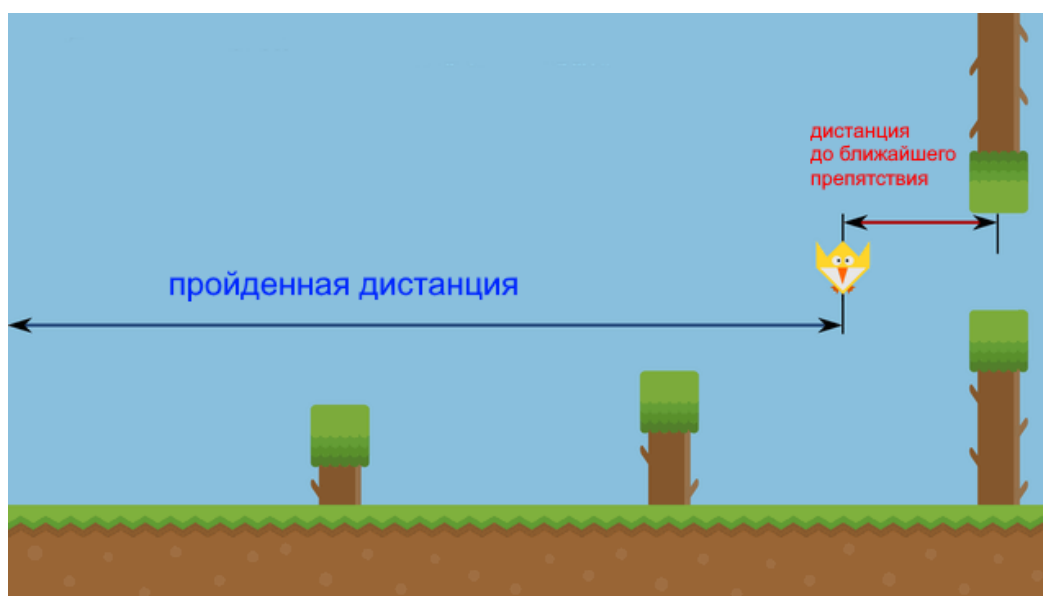 дистанция
до ближайшего
препятствия
пройденная дистанция